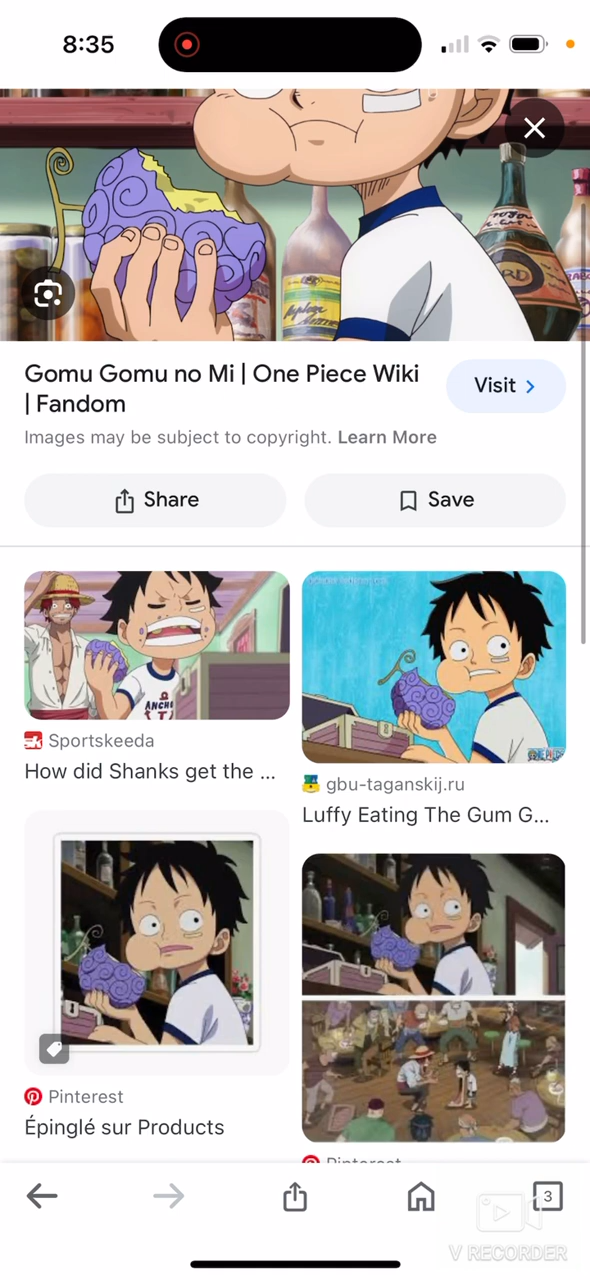 8:35
Gomu Gomu no Mi | One Piece Wiki
| Fandom
Visit
Images may be subject to copyright. Learn More
Share
Save
ANCHO
Sportskeeda
How did Shanks get the ...
gbu-taganskij.ru
Luffy Eating The Gum G...
Pinterest
Épinglé sur Products
3
V RECORDER